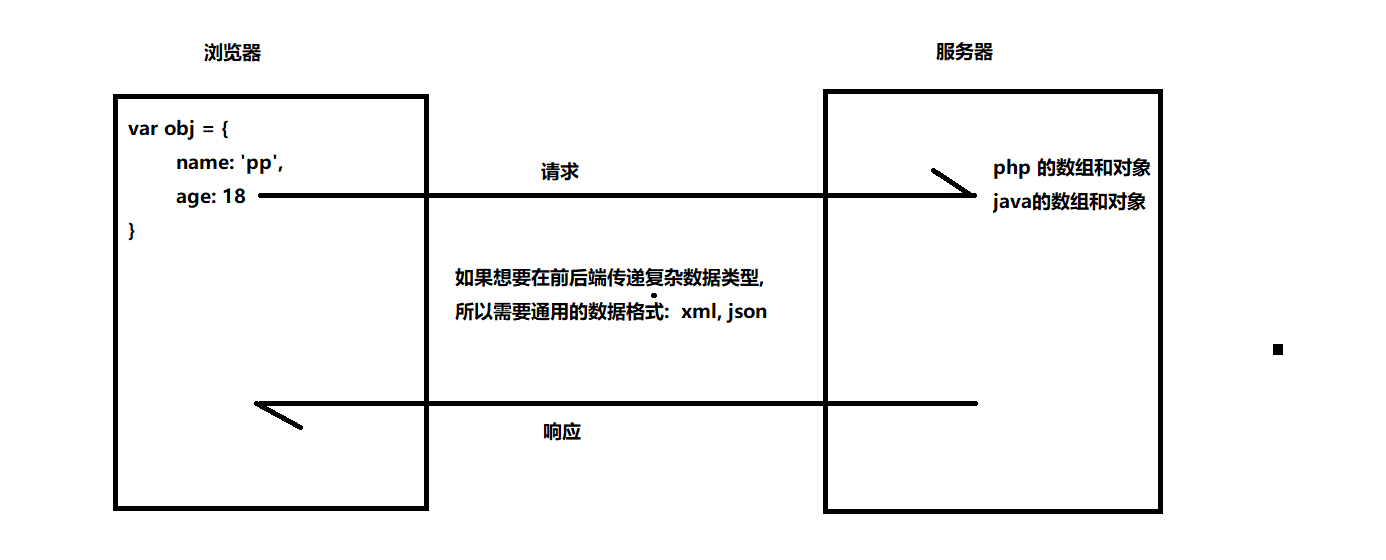 浏览器
服务器
var obj = {
name: 'pp',
age: 18
}
请求
php 的数组和对象
java的数组和对象
如果想要在前后端传递复杂数据类型,
所以需要通用的数据格式: xml, json
响应